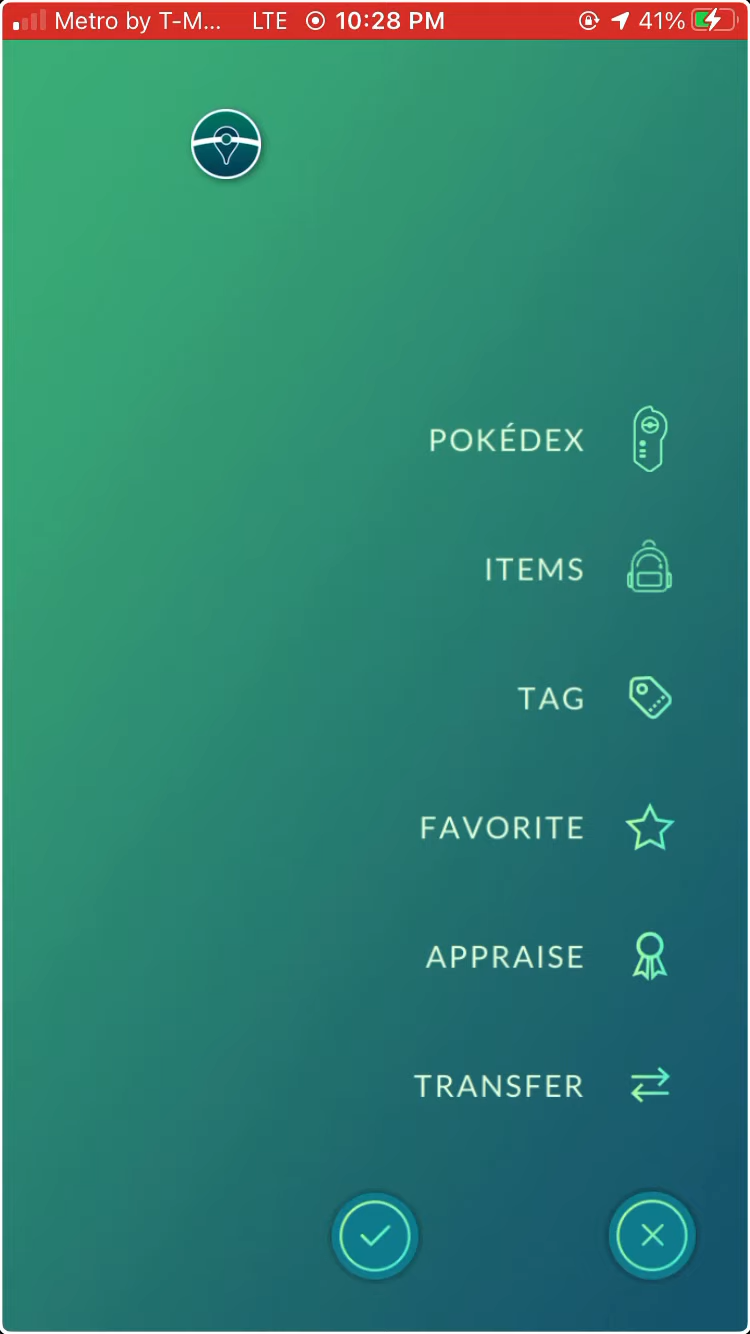 Metro by T-M... LTE 10:28 PM 41%
POKÉDEX
ITEMS
TAG
FAVORITE
APPRAISE
TRANSFER